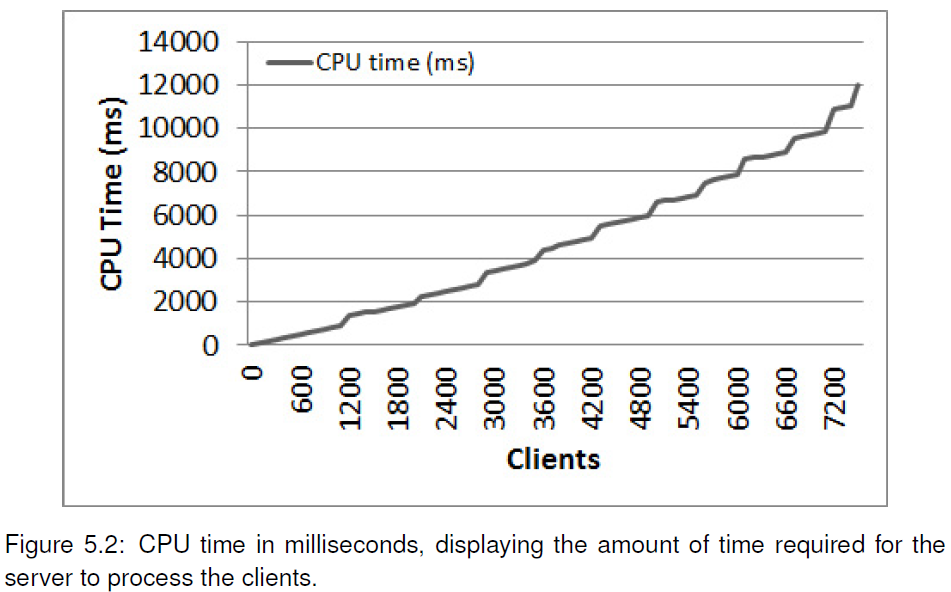 14000
CPU time (ms)
12000
10000
8000
6000
4000
2000
0
CPU Time (ms)
0 600 1200 1800 2400 3000 3600 4200 4800 5400 6000 6600 7200
Clients
Figure 5.2: CPU time in milliseconds, displaying the amount of time required for the
server to process the clients.